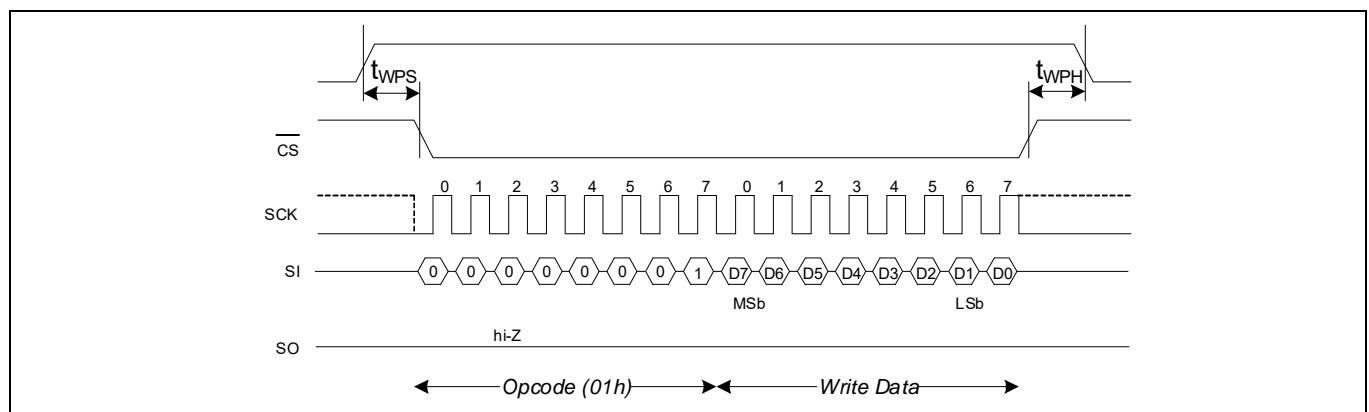 tWPS tWPH
CS
0 1 2 3 4 5 6 7 0 1 2 3 4 5 6 7
SCK
SI 0 0 0 0 0 0 0 1 D7 D6 D5 D4 D3 D2 D1 D0
MSb LSb
hi-Z
SO
Opcode (01h) Write Data